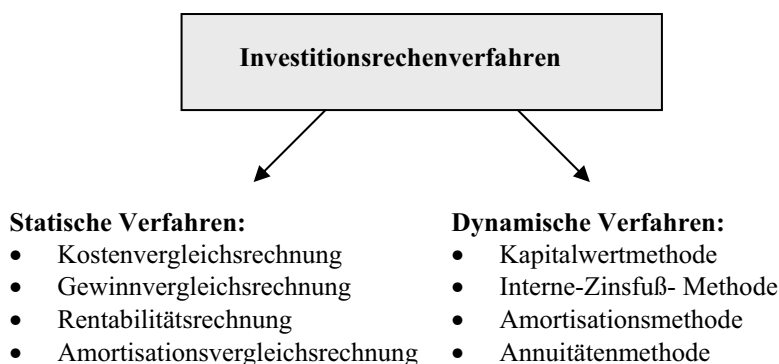 Investitionsrechenverfahren
Statische Verfahren:
• Kostenvergleichsrechnung
• Gewinnvergleichsrechnung
• Rentabilitätsrechnung
• Amortisationsvergleichsrechnung
Dynamische Verfahren:
• Kapitalwertmethode
• Interne-Zinsfuß- Methode
• Amortisationsmethode
• Annuitätenmethode